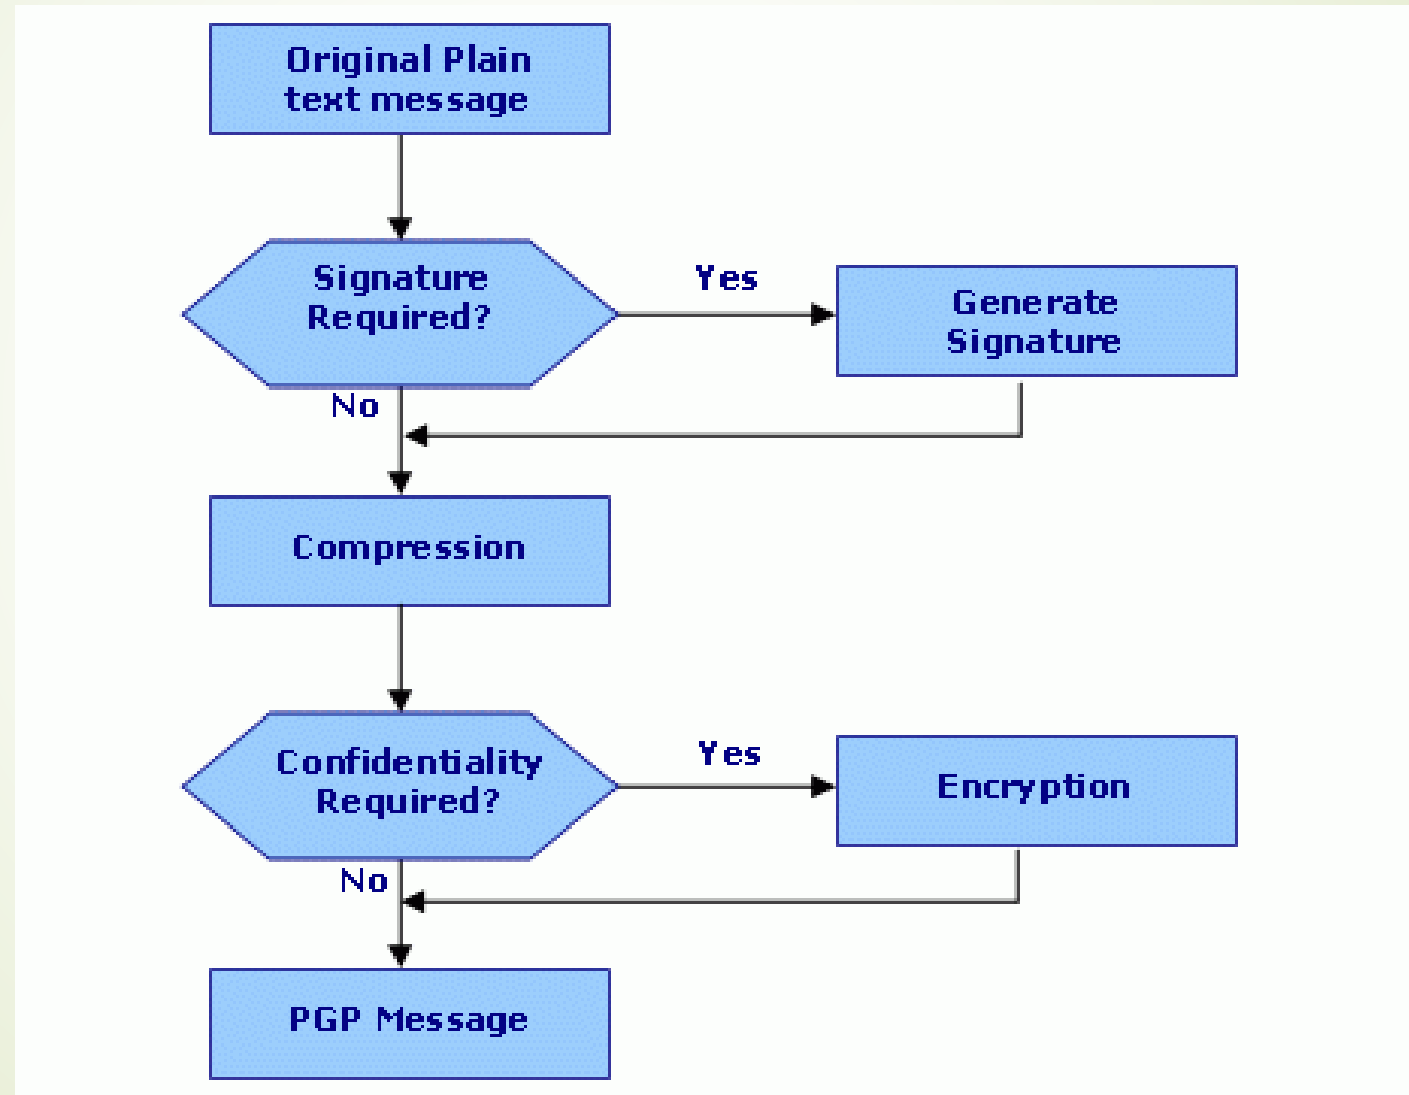 Original Plain
text message
Signature
Required?
Yes
Generate
Signature
No
Compression
Confidentiality
Required?
Yes
Encryption
No
PGP Message